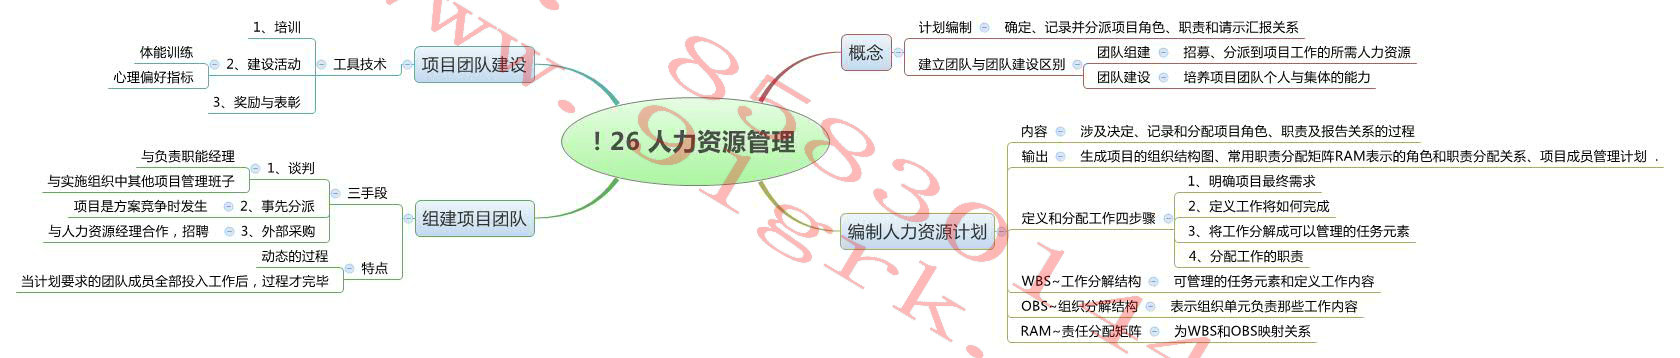 ！26 人力资源管理
概念
计划编制
确定、记录并分派项目角色、职责和请示汇报关系
建立团队与团队建设区别
团队组建
招募、分派到项目工作的所需人力资源
团队建设
培养项目团队个人与集体的能力
编制人力资源计划
内容
涉及决定、记录和分配项目角色、职责及报告关系的过程
输出
生成项目的组织结构图、常用职责分配矩阵RAM表示的角色和职责分配关系、项目成员管理计划 .
定义和分配工作四步骤
1、明确项目最终需求
2、定义工作将如何完成
3、将工作分解成可以管理的任务元素
4、分配工作的职责
WBS~工作分解结构
可管理的任务元素和定义工作内容
OBS~组织分解结构
表示组织单元负责那些工作内容
RAM~责任分配矩阵
为WBS和OBS映射关系
项目团队建设
工具技术
1、培训
2、建设活动
体能训练
心理偏好指标
3、奖励与表彰
组建项目团队
三手段
1、谈判
与负责职能经理
与实施组织中其他项目管理班子
2、事先分派
项目是方案竞争时发生
3、外部采购
与人力资源经理合作，招聘
特点
动态的过程
当计划要求的团队成员全部投入工作后，过程才完毕